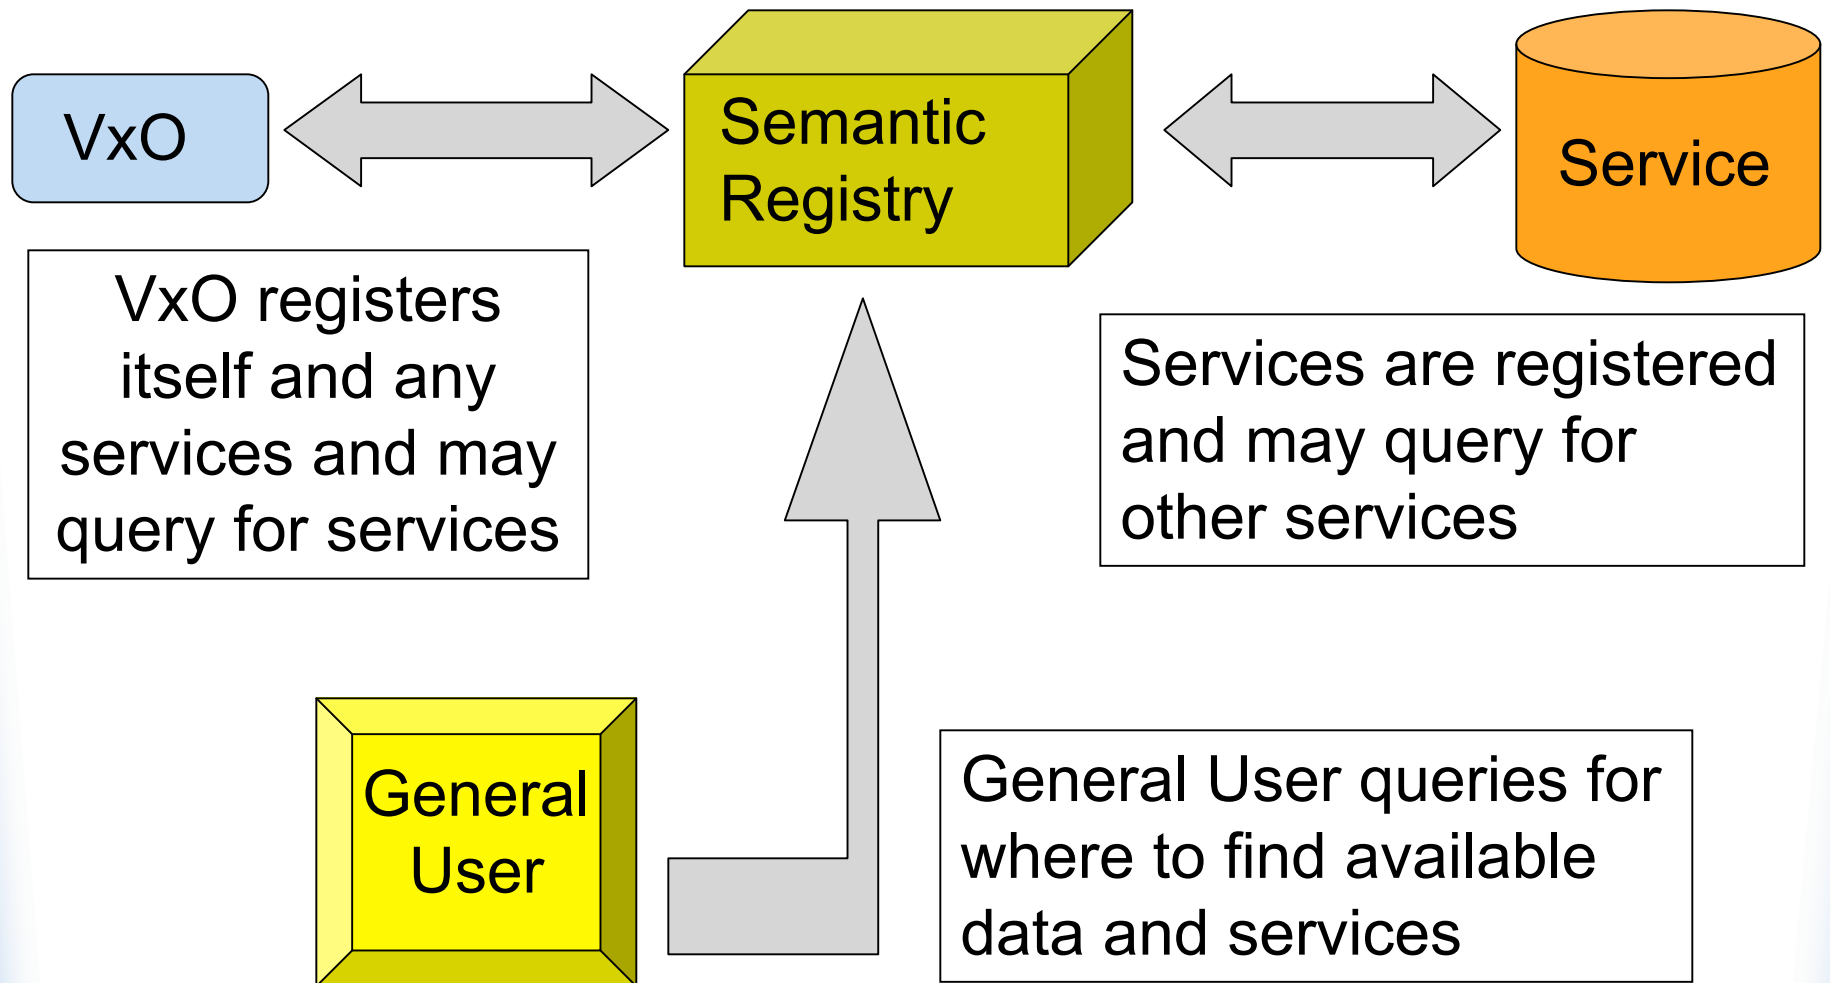 VxO
Semantic
Registry
Service
VxO registers
itself and any
services and may
query for services
Services are registered
and may query for
other services
General
User
General User queries for
where to find available
data and services